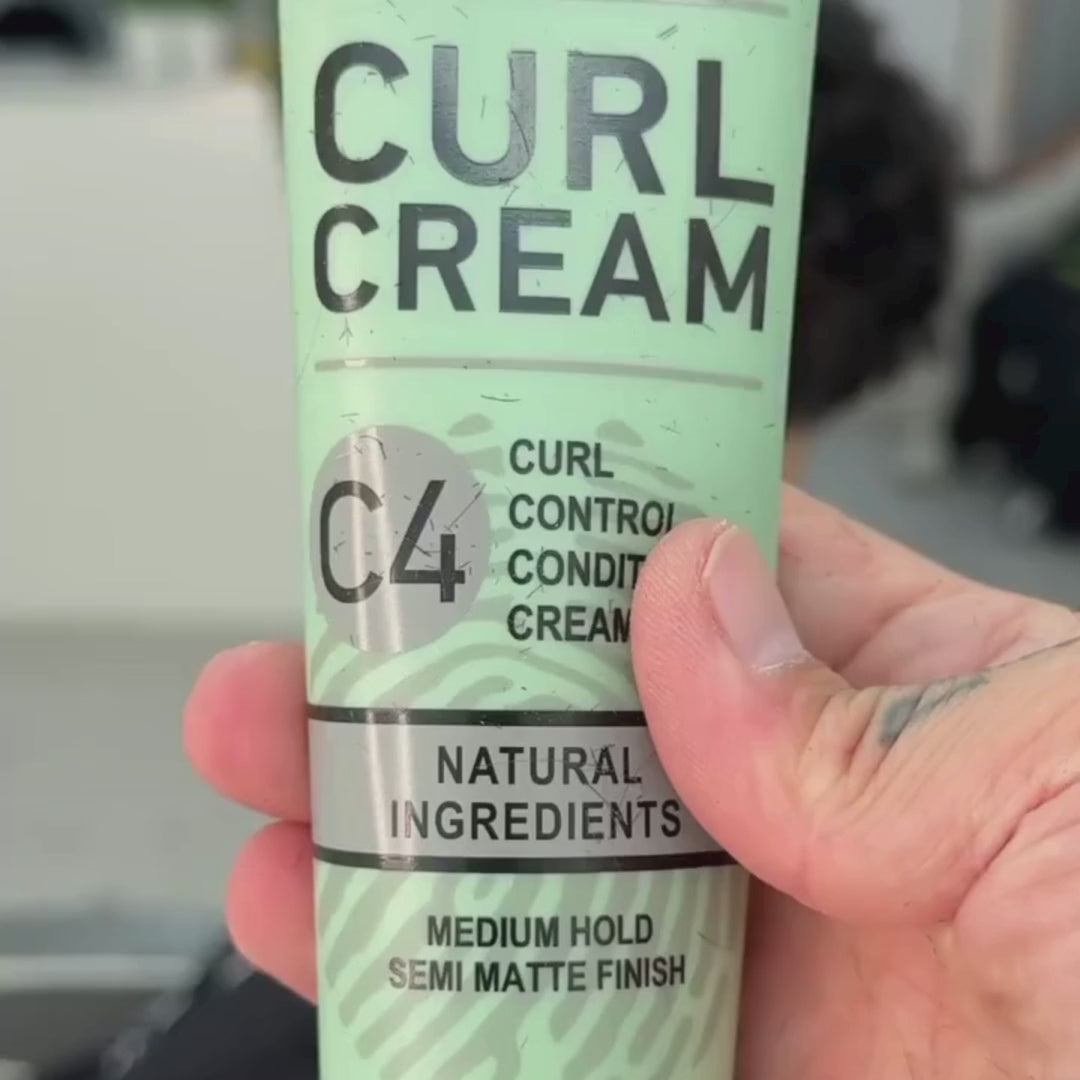 CURL
CREAM
C4
CURL
CONTROL
CONDIT
CREAM
NATURAL
INGREDIENTS
MEDIUM HOLD
SEMI MATTE FINISH